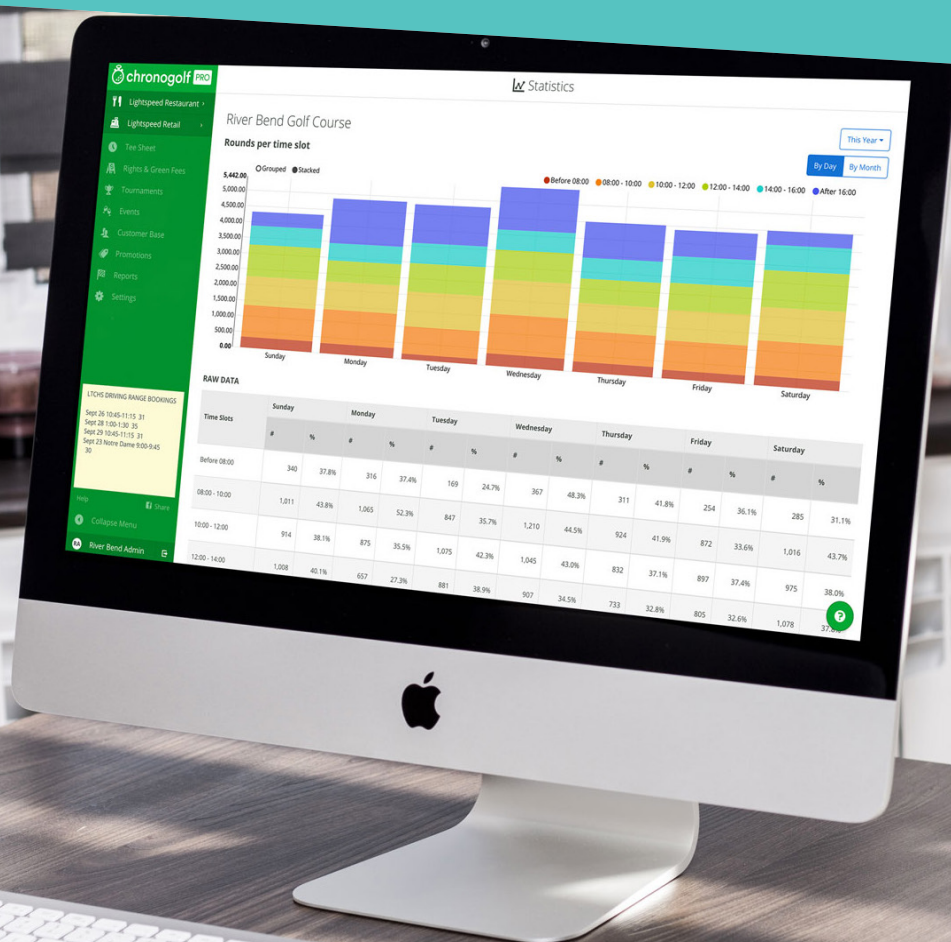 chronogolf PRO
Statistics
Lightspeed Restaurant
Lightspeed Retail
Tee Sheet
Rights & Green Fees
Tournaments
Events
Customer Base
Promotions
Reports
Settings
LTCHS DRIVING RANGE BOOKINGS
Sept 26 10:45-11:15 31
Sept 28 1:00-1:30 35
Sept 29 10:45-11:15 31
Sept 23 Notre Dame 9:00-9:45
30
Help
Share
Collapse Menu
RA River Bend Admin
River Bend Golf Course
This Year
Rounds per time slot
By Day By Month
Grouped Stacked
Before 08:00 08:00 - 10:00 10:00 - 12:00 12:00 - 14:00 14:00 - 16:00 After 16:00
5,442.00
5,000.00
4,500.00
4,000.00
3,500.00
3,000.00
2,500.00
2,000.00
1,500.00
1,000.00
500.00
0.00
Sunday Monday Tuesday Wednesday Thursday Friday Saturday
RAW DATA
Time Slots Sunday Monday Tuesday Wednesday Thursday Friday Saturday
# % # % # % # % # % # % # %
Before 08:00 340 37.8% 316 37.4% 169 24.7% 367 48.3% 311 41.8% 254 36.1% 285 31.1%
08:00 - 10:00 1,011 43.8% 1,065 52.3% 847 35.7% 1,210 44.5% 924 41.9% 872 33.6% 1,016 43.7%
10:00 - 12:00 914 38.1% 875 35.5% 1,075 42.3% 1,045 43.0% 832 37.1% 897 37.4% 975 38.0%
12:00 - 14:00 1,008 40.1% 657 27.3% 881 38.9% 907 34.5% 733 32.8% 805 32.6% 1,078
?